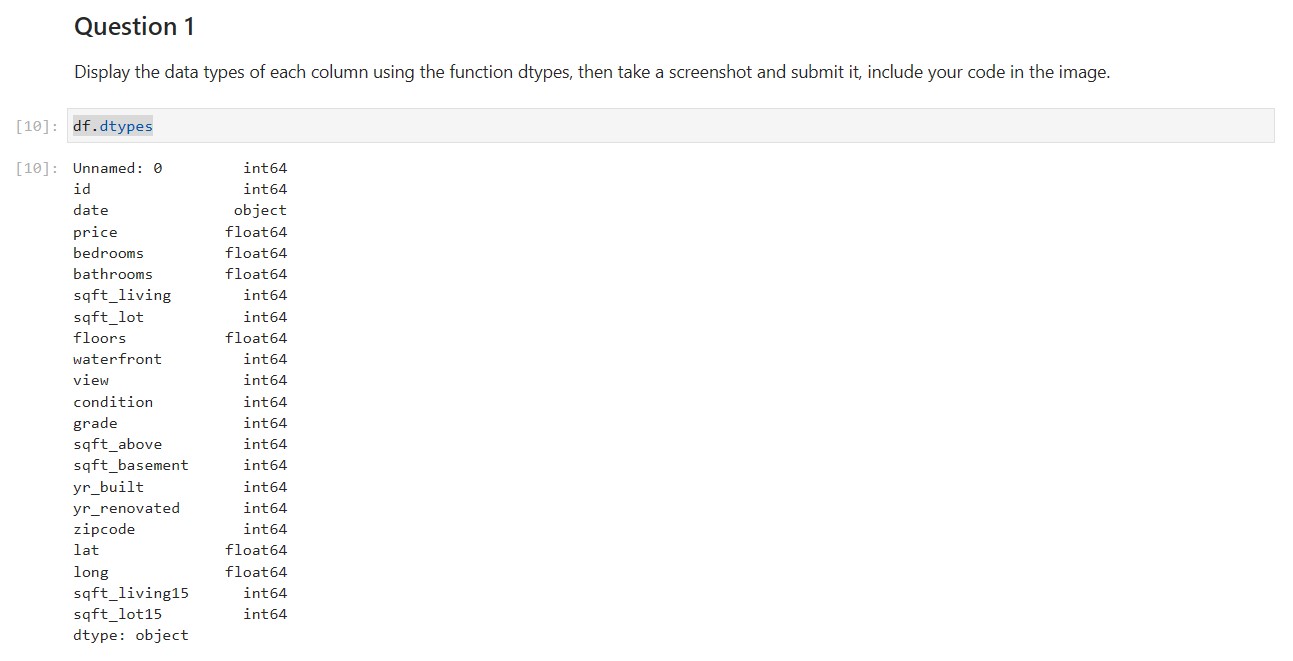 Question 1
Display the data types of each column using the function dtypes, then take a screenshot and submit it, include your code in the image.
[10]: df.dtypes
[10]: Unnamed: 0 int64
id int64
date object
price float64
bedrooms float64
bathrooms float64
sqft_living int64
sqft_lot int64
floors float64
waterfront int64
view int64
condition int64
grade int64
sqft_above int64
sqft_basement int64
yr_built int64
yr_renovated int64
zipcode int64
lat float64
long float64
sqft_living15 int64
sqft_lot15 int64
dtype: object